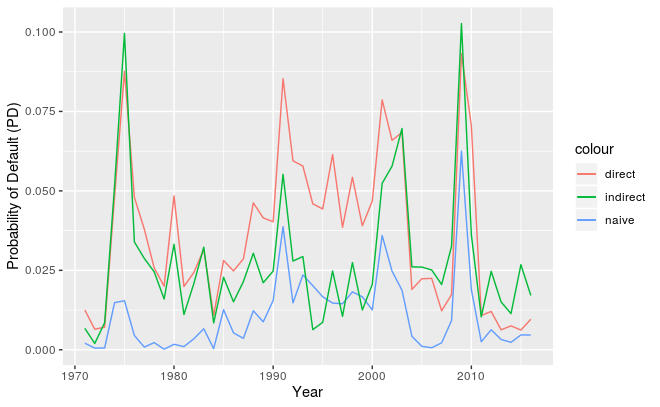 0.100
0.075
0.050
0.025
0.000
Probability of Default (PD)
1970 1980 1990 2000 2010
Year
colour
direct
indirect
naive